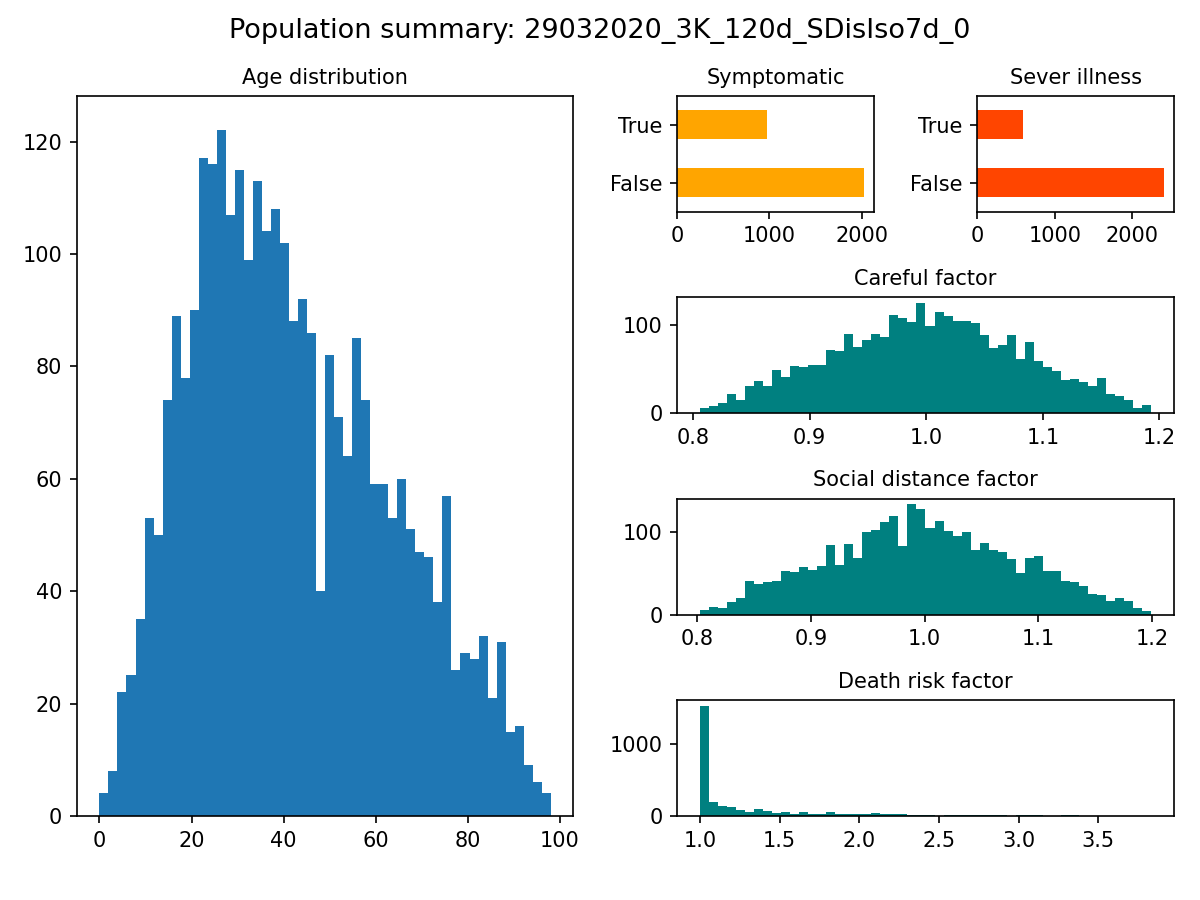 Population summary: 29032020_3K_120d_SDisIso7d_0
Age distribution
120
100
80
60
40
20
0
0 20 40 60 80 100
Symptomatic
True
False
0 1000 2000
Sever illness
True
False
0 1000 2000
Careful factor
100
0
0.8 0.9 1.0 1.1 1.2
Social distance factor
100
0
0.8 0.9 1.0 1.1 1.2
Death risk factor
1000
0
1.0 1.5 2.0 2.5 3.0 3.5